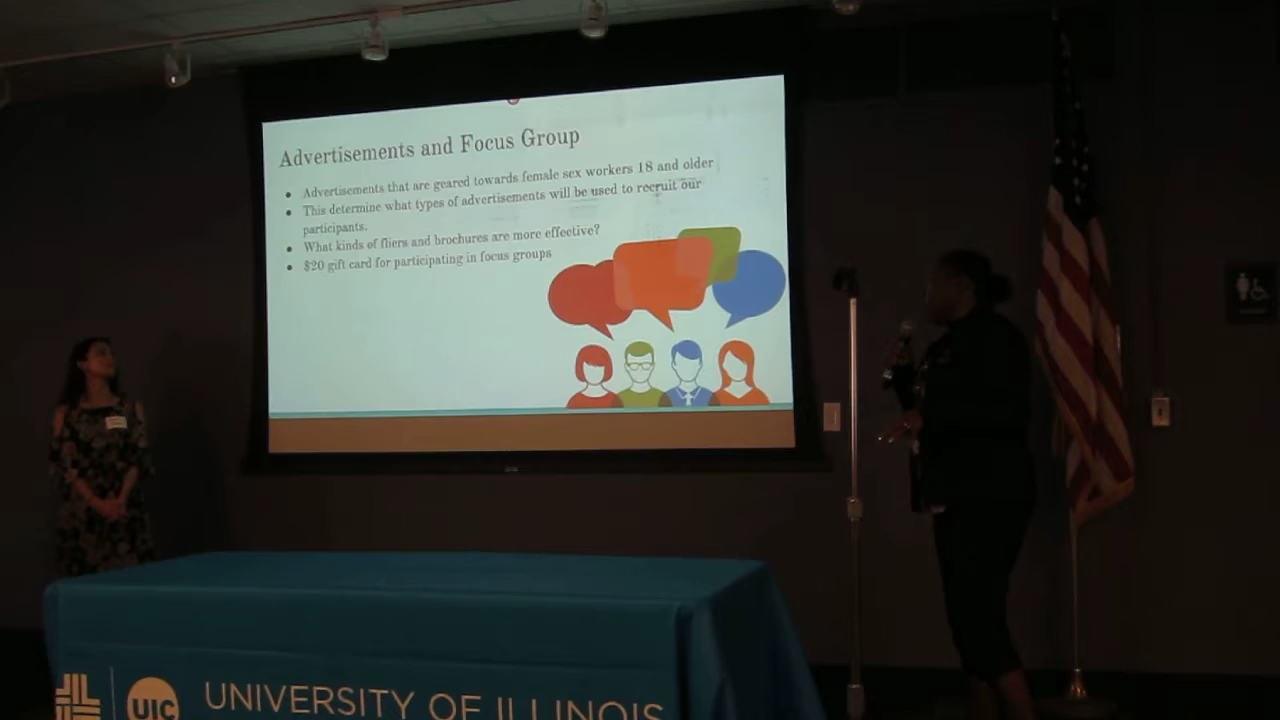 Advertisements and Focus Group
• Advertisements that are geared towards female sex workers 18 and older
• This determine what types of advertisements will be used to recruit our
participants.
• What kinds of fliers and brochures are more effective?
• $20 gift card for participating in focus groups
UIC
UNIVERSITY OF ILLINOIS